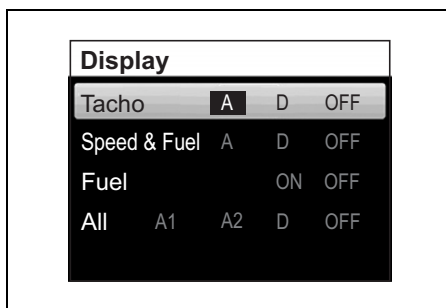 Display
Tacho A D OFF
Speed & Fuel A D OFF
Fuel ON OFF
All A1 A2 D OFF